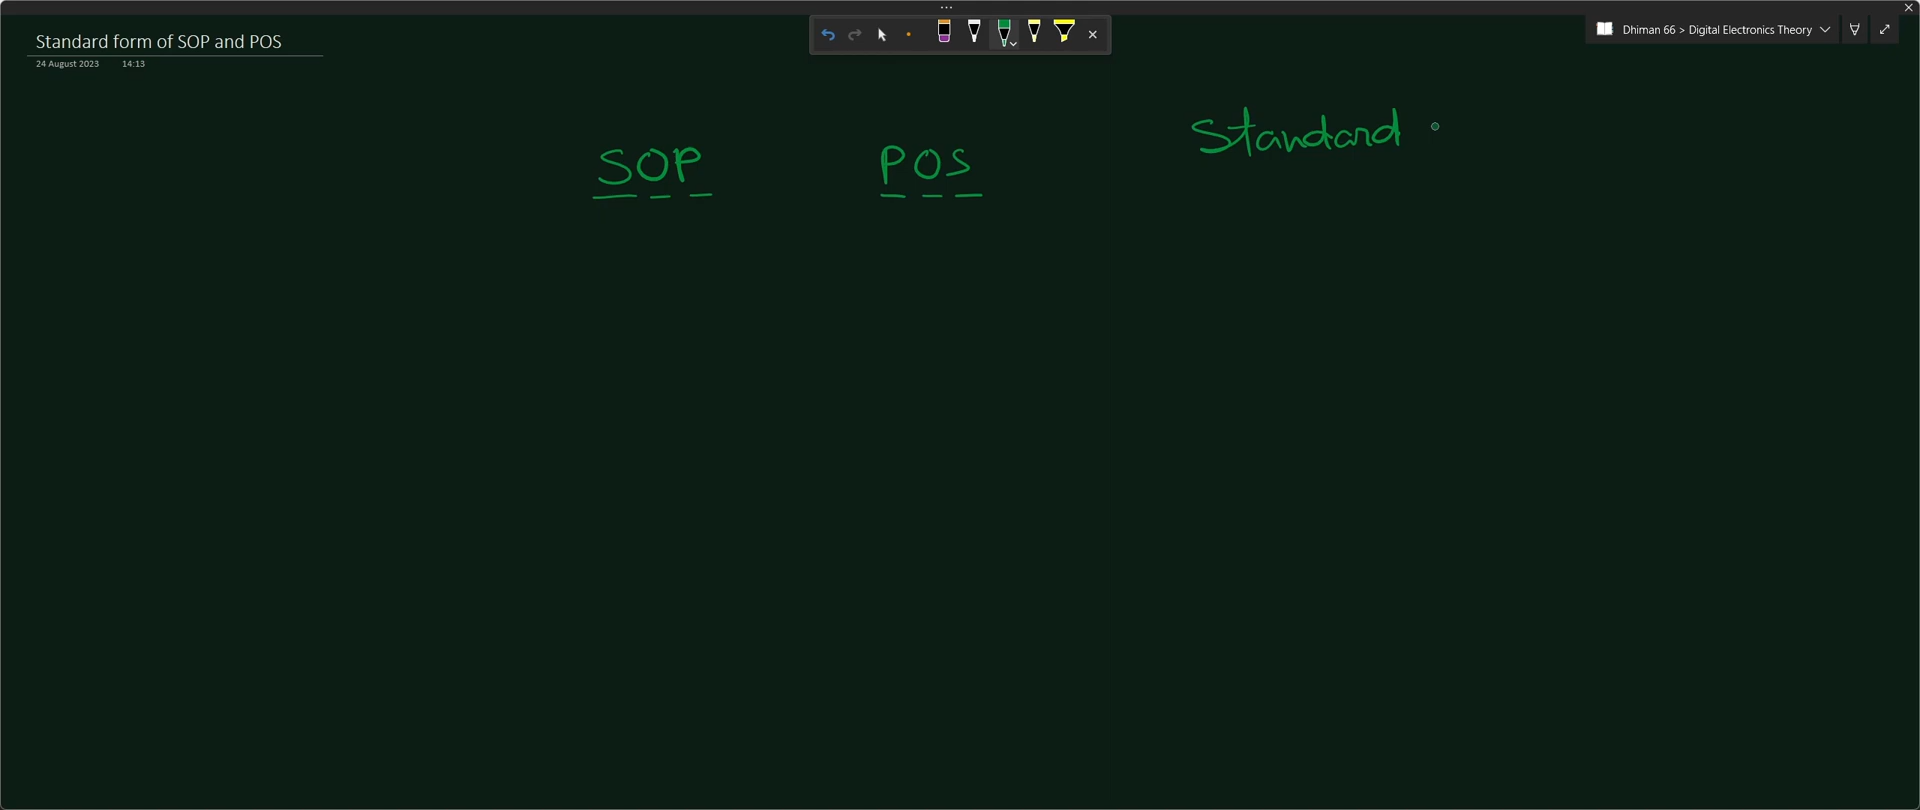 Standard form of SOP and POS
24 August 2023 14:13
Dhiman 66 > Digital Electronics Theory
Standard
SOP POS